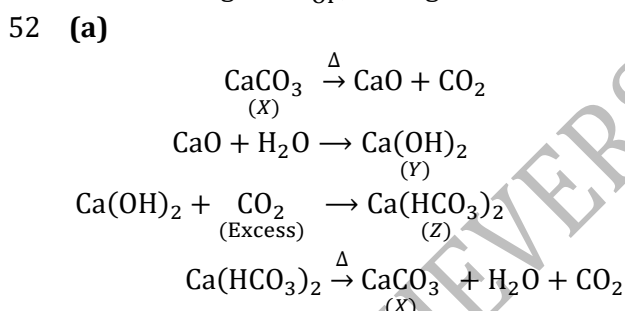 52 (a)
CaCO₃ →(Δ) CaO + CO₂
(X)
CaO + H₂O ⟶ Ca(OH)₂
(Y)
Ca(OH)₂ + CO₂ ⟶ Ca(HCO₃)₂
(Excess) (Z)
Ca(HCO₃)₂ →(Δ) CaCO₃ + H₂O + CO₂
(X)